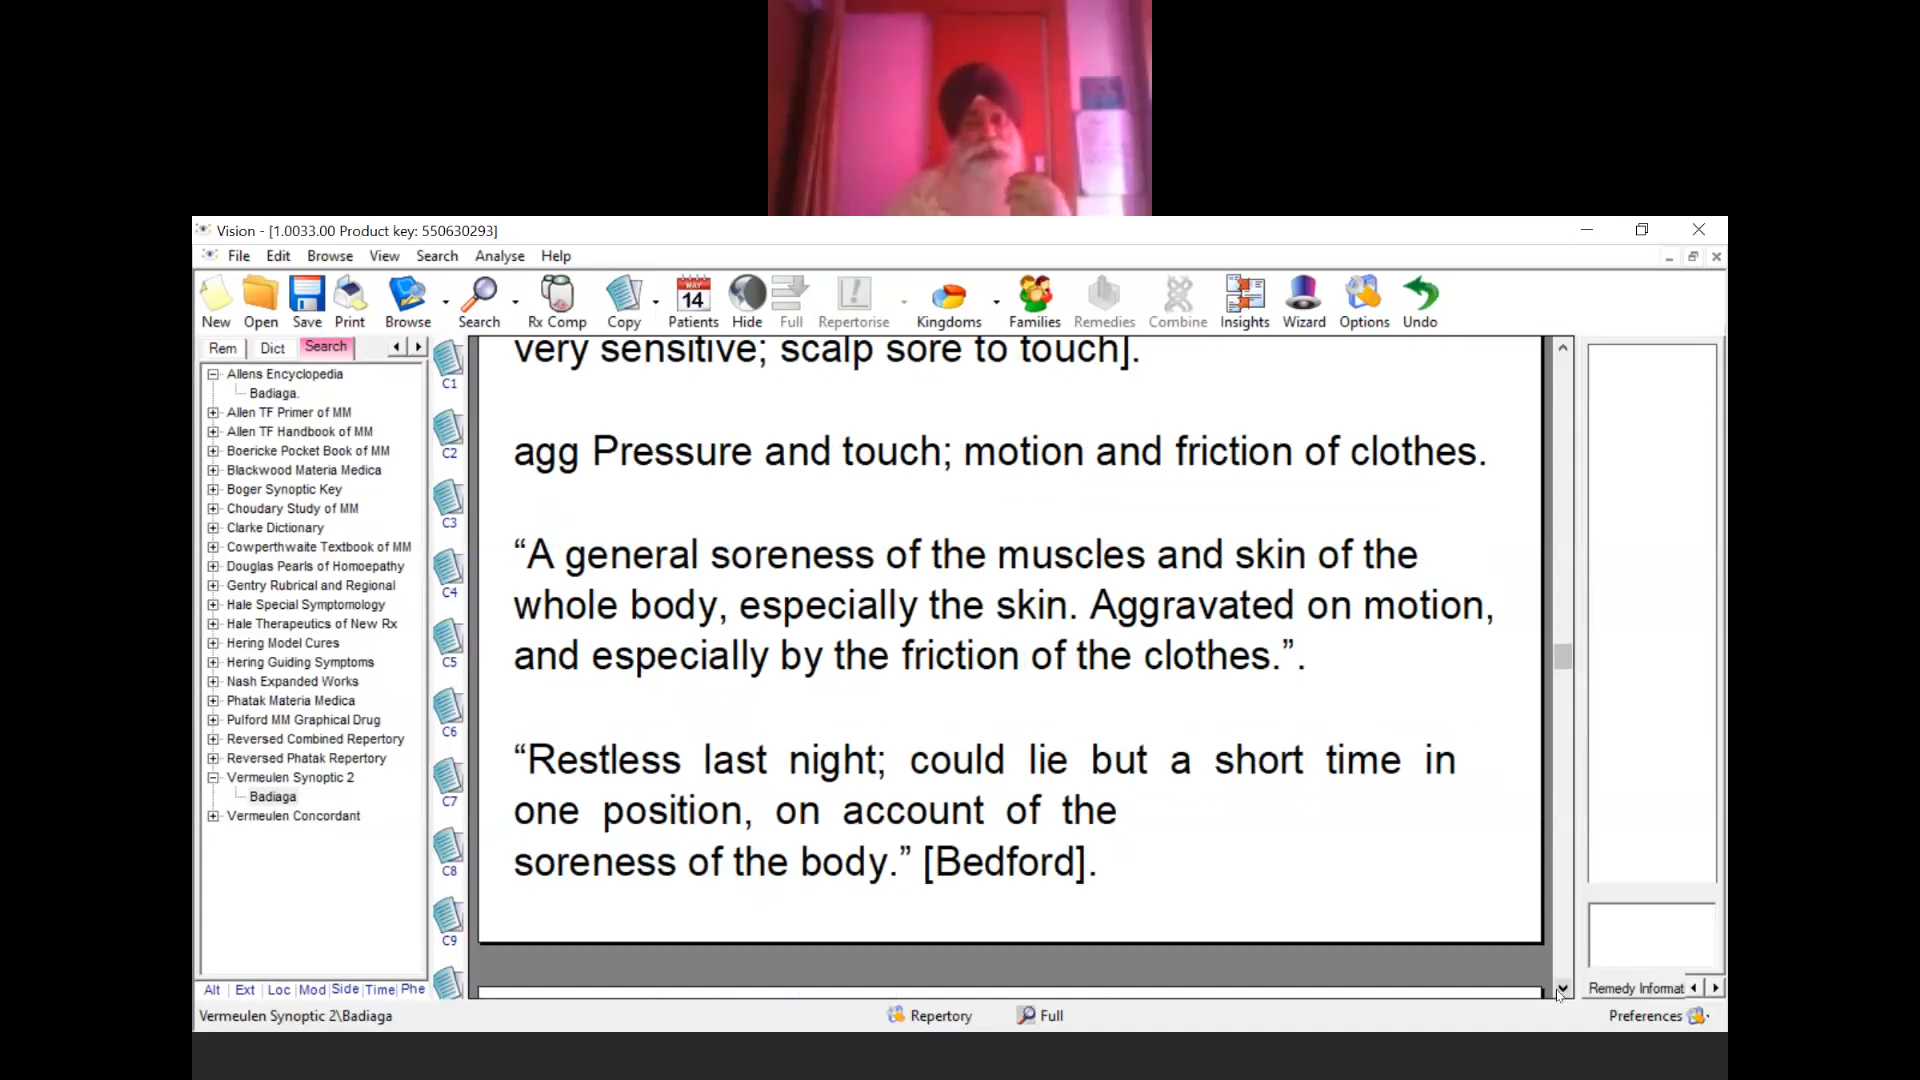 Vision - [1.0033.00 Product key: 550630293]
File Edit Browse View Search Analyse Help
MAY
14
New Open Save Print Browse Search Rx Comp Copy Patients Hide Full Repertorise Kingdoms Families Remedies Combine Insights Wizard Options Undo
Rem Dict Search
Allens Encyclopedia
Badiaga.
Allen TF Primer of MM
Allen TF Handbook of MM
Boericke Pocket Book of MM
Blackwood Materia Medica
Boger Synoptic Key
Choudary Study of MM
Clarke Dictionary
Cowperthwaite Textbook of MM
Douglas Pearls of Homoepathy
Gentry Rubrical and Regional
Hale Special Symptomology
Hale Therapeutics of New Rx
Hering Model Cures
Hering Guiding Symptoms
Nash Expanded Works
Phatak Materia Medica
Pulford MM Graphical Drug
Reversed Combined Repertory
Reversed Phatak Repertory
Vermeulen Synoptic 2
Badiaga
Vermeulen Concordant
Alt Ext Loc Mod Side Time Phe
C1
C2
C3
C4
C5
C6
C7
C8
C9
very sensitive; scalp sore to touch].
agg Pressure and touch; motion and friction of clothes.
“A general soreness of the muscles and skin of the
whole body, especially the skin. Aggravated on motion,
and especially by the friction of the clothes.”.
“Restless last night; could lie but a short time in
one position, on account of the
soreness of the body.” [Bedford].
Remedy Informat
Vermeulen Synoptic 2\Badiaga Repertory Full Preferences